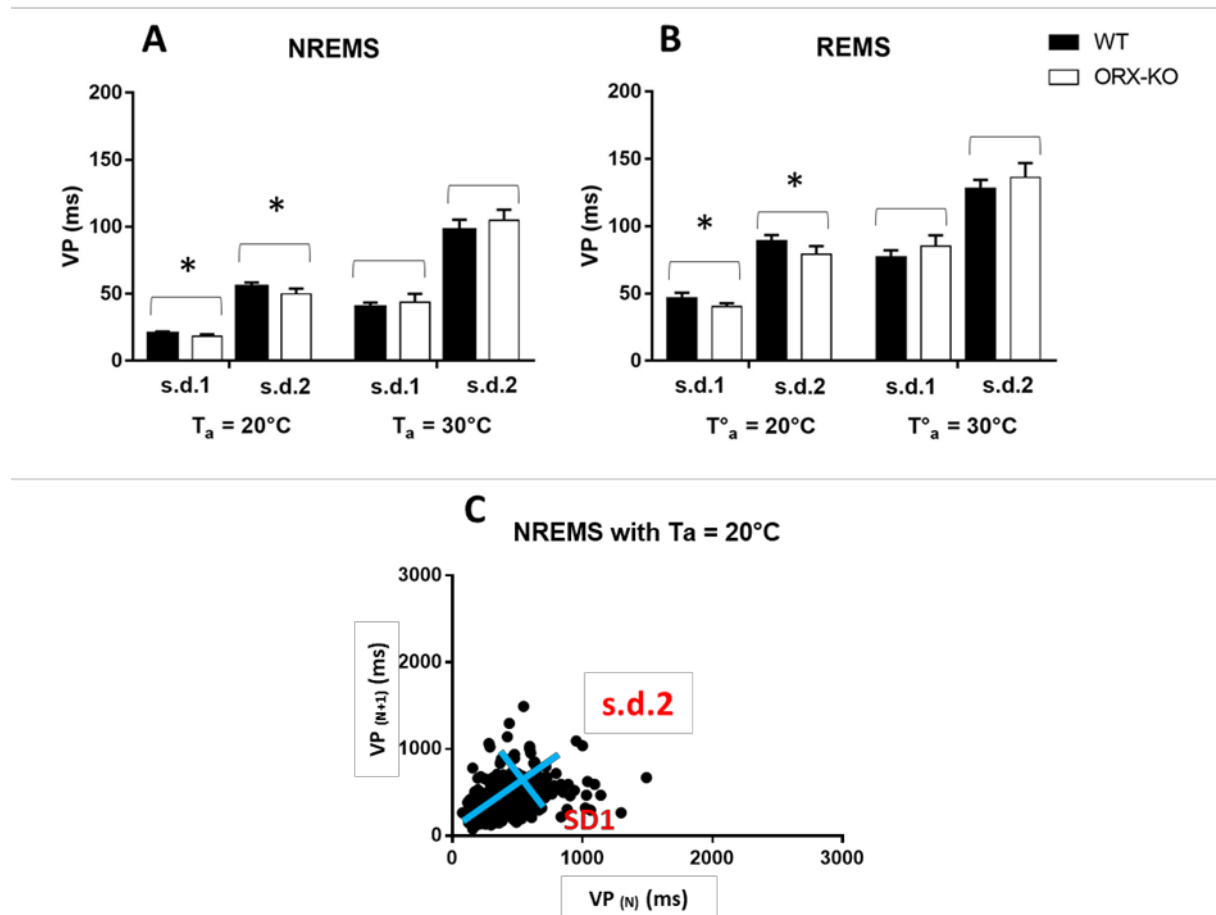 A
NREMS
200
150
100
50
0
VP (ms)
*
*
s.d.1
s.d.2
s.d.1
s.d.2
Ta = 20°C
Ta = 30°C
B
REMS
WT
ORX-KO
200
150
100
50
0
VP (ms)
*
*
s.d.1
s.d.2
s.d.1
s.d.2
T°a = 20°C
T°a = 30°C
C
NREMS with Ta = 20°C
3000
2000
1000
0
VP (N+1) (ms)
s.d.2
SD1
0
1000
2000
3000
VP (N) (ms)